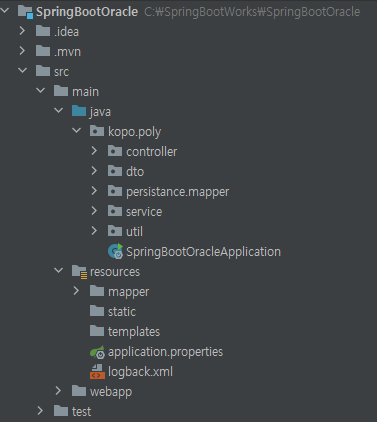 SpringBootOracle C:₩SpringBootWorks₩SpringBootOracle
.idea
.mvn
src
main
java
kopo.poly
controller
dto
persistance.mapper
service
util
SpringBootOracleApplication
resources
mapper
static
templates
application.properties
logback.xml
webapp
test